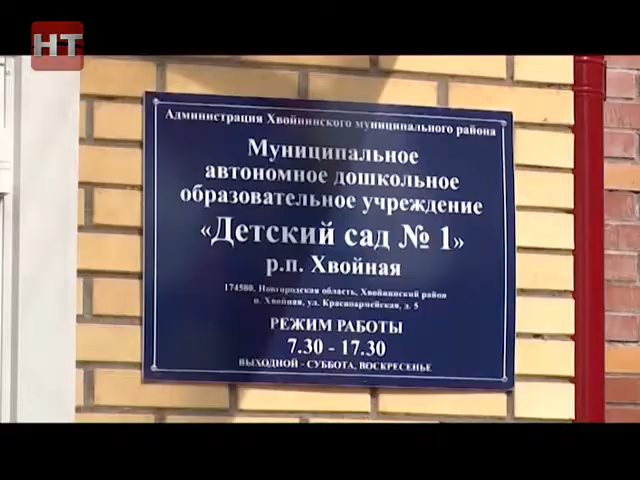 НТ
Администрация Хвойнинского муниципального района
Муниципальное
автономное дошкольное
образовательное учреждение
«Детский сад № 1»
р.п. Хвойная
174580, Новгородская область, Хвойнинский район
п. Хвойная, ул. Красноармейская, д. 5
РЕЖИМ РАБОТЫ
7.30 - 17.30
ВЫХОДНОЙ - СУББОТА, ВОСКРЕСЕНЬЕ